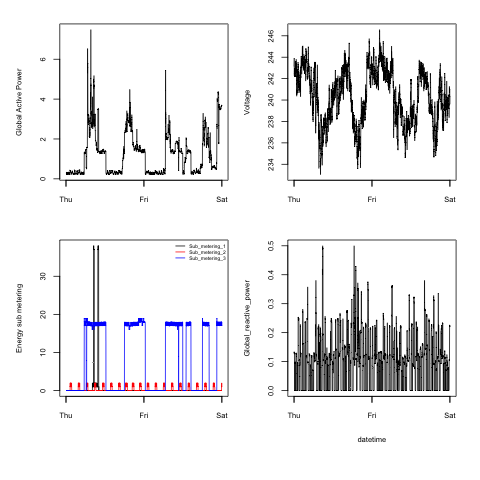 Global Active Power
6
4
2
0
Thu
Fri
Sat
Voltage
246
242
240
238
236
234
Thu
Fri
Sat
Energy sub metering
30
20
10
0
Thu
Fri
Sat
Sub_metering_1
Sub_metering_2
Sub_metering_3
Global_reactive_power
0.5
0.4
0.3
0.2
0.1
0.0
Thu
Fri
Sat
datetime